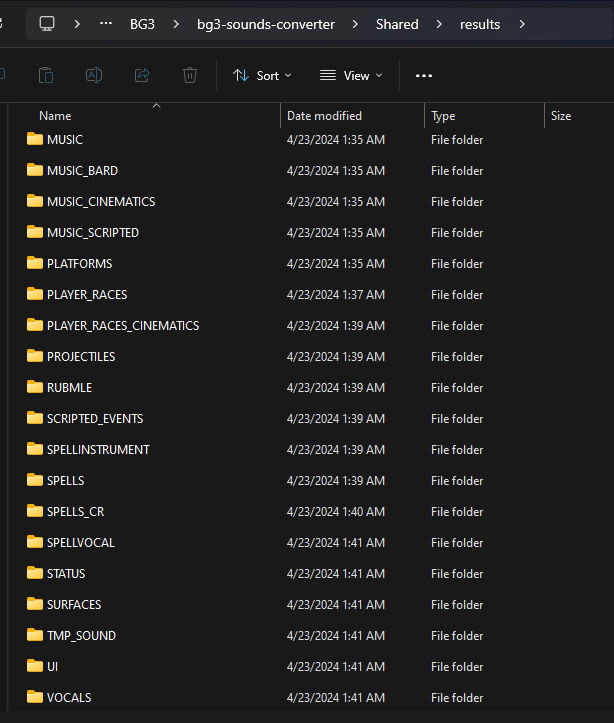 ··· BG3 bg3-sounds-converter Shared results
Sort View ···
Name Date modified Type Size
MUSIC 4/23/2024 1:35 AM File folder
MUSIC_BARD 4/23/2024 1:35 AM File folder
MUSIC_CINEMATICS 4/23/2024 1:35 AM File folder
MUSIC_SCRIPTED 4/23/2024 1:35 AM File folder
PLATFORMS 4/23/2024 1:35 AM File folder
PLAYER_RACES 4/23/2024 1:37 AM File folder
PLAYER_RACES_CINEMATICS 4/23/2024 1:39 AM File folder
PROJECTILES 4/23/2024 1:39 AM File folder
RUBMLE 4/23/2024 1:39 AM File folder
SCRIPTED_EVENTS 4/23/2024 1:39 AM File folder
SPELLINSTRUMENT 4/23/2024 1:39 AM File folder
SPELLS 4/23/2024 1:39 AM File folder
SPELLS_CR 4/23/2024 1:40 AM File folder
SPELLVOCAL 4/23/2024 1:41 AM File folder
STATUS 4/23/2024 1:41 AM File folder
SURFACES 4/23/2024 1:41 AM File folder
TMP_SOUND 4/23/2024 1:41 AM File folder
UI 4/23/2024 1:41 AM File folder
VOCALS 4/23/2024 1:41 AM File folder